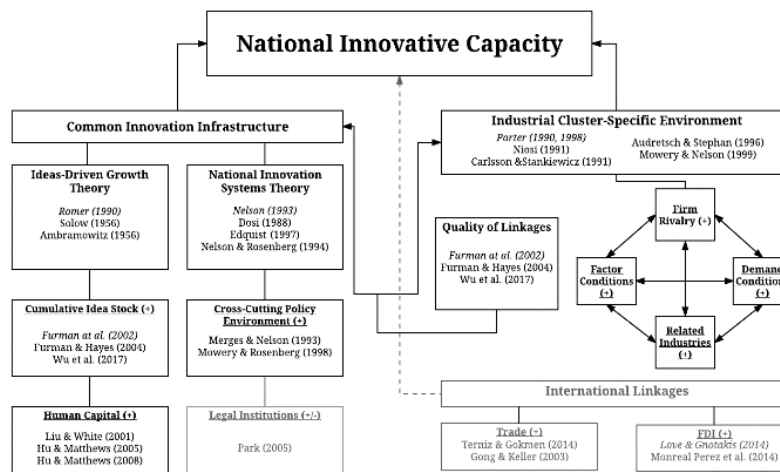 National Innovative Capacity
Common Innovation Infrastructure
Ideas-Driven Growth
Theory
Romer (1990)
Solow (1956)
Ambramowitz (1956)
National Innovation
Systems Theory
Nelson (1993)
Dosi (1988)
Edquist (1997)
Nelson & Rosenberg (1994)
Cumulative Idea Stock (+)
Furman at al. (2002)
Furman & Hayes (2004)
Wu et al. (2017)
Cross-Cutting Policy
Environment (+)
Merges & Nelson (1993)
Mowery & Rosenberg (1998)
Human Capital (+)
Liu & White (2001)
Hu & Matthews (2005)
Hu & Matthews (2008)
Legal Institutions (+/-)
Park (2005)
Quality of Linkages
Furman at al. (2002)
Furman & Hayes (2004)
Wu et al. (2017)
Industrial Cluster-Specific Environment
Porter (1990, 1998)
Niosi (1991)
Carlsson &Stankiewicz (1991)
Audretsch & Stephan (1996)
Mowery & Nelson (1999)
Firm
Rivalry (+)
Factor
Conditions
(+)
Demand
Condition
(+)
Related
Industries
(+)
International Linkages
Trade (+)
Terniz & Gokmen (2014)
Gong & Keller (2003)
FDI (+)
Love & Gnotakis (2014)
Monreal Perez et al. (2014)